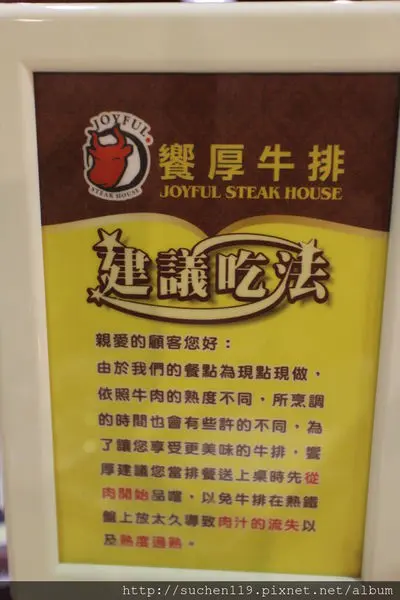 JOYFUL
STEAK HOUSE
饗厚牛排
JOYFUL STEAK HOUSE
建議吃法
親愛的顧客您好：
由於我們的餐點為現點現做，
依照牛肉的熟度不同，所烹調
的時間也會有些許的不同，為
了讓您享受更美味的牛排，饗
厚建議您當排餐送上桌時先從
肉開始品嚐，以免牛排在熱鐵
盤上放太久導致肉汁的流失以
及熟度過熟。
http://suchen119.pixnet.net/album